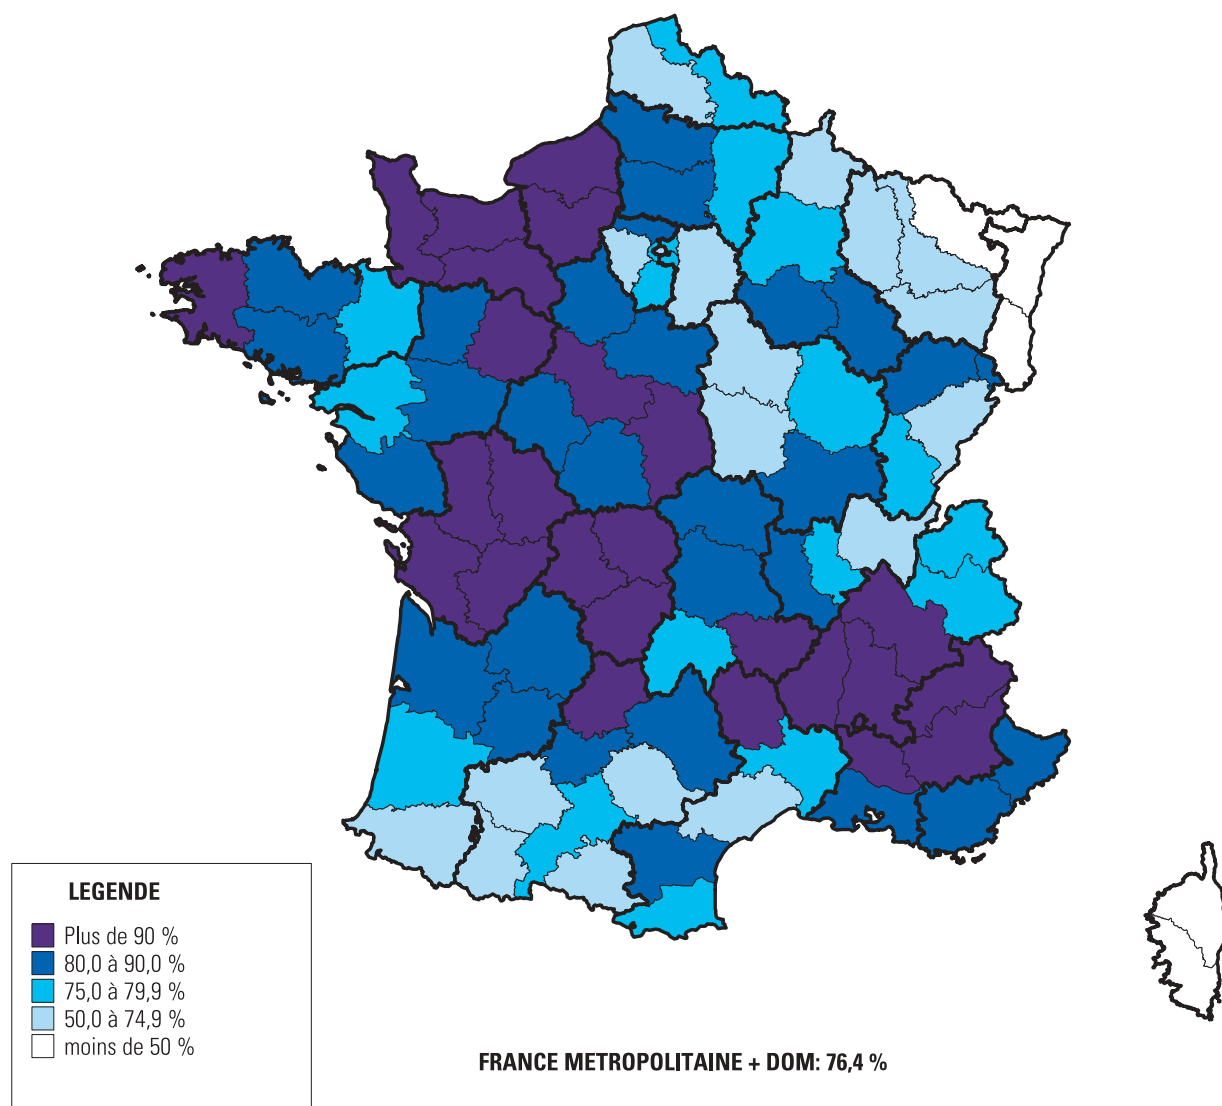 LEGENDE
Plus de 90 %
80,0 à 90,0 %
75,0 à 79,9 %
50,0 à 74,9 %
moins de 50 %
FRANCE METROPOLITAINE + DOM: 76,4 %